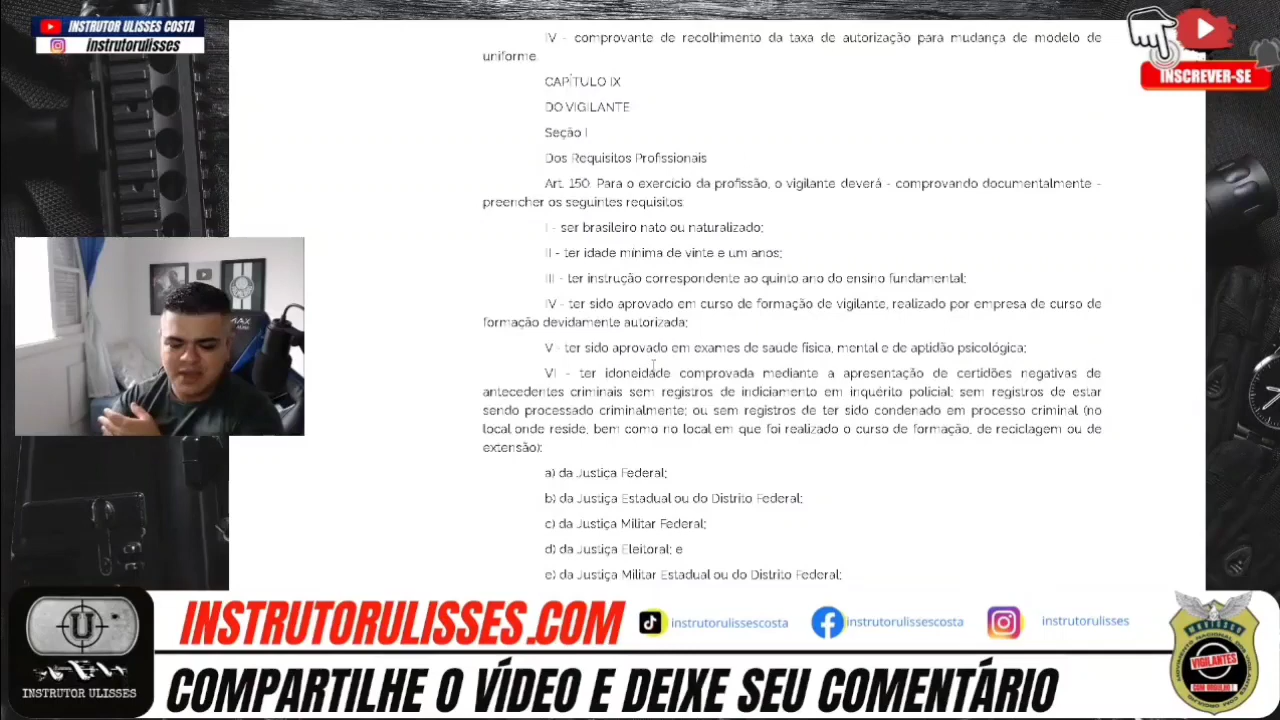 INSTRUTOR ULISSES COSTA
instrutorulisses
INSCREVER-SE
IV - comprovante de recolhimento da taxa de autorização para mudança de modelo de
uniforme.
CAPÍTULO IX
DO VIGILANTE
Seção I
Dos Requisitos Profissionais
Art. 150. Para o exercício da profissão, o vigilante deverá - comprovando documentalmente -
preencher os seguintes requisitos:
I - ser brasileiro nato ou naturalizado;
II - ter idade mínima de vinte e um anos;
III - ter instrução correspondente ao quinto ano do ensino fundamental;
IV - ter sido aprovado em curso de formação de vigilante, realizado por empresa de curso de
formação devidamente autorizada;
V - ter sido aprovado em exames de saúde física, mental e de aptidão psicológica;
VI - ter idoneidade comprovada mediante a apresentação de certidões negativas de
antecedentes criminais sem registros de indiciamento em inquérito policial; sem registros de estar
sendo processado criminalmente; ou sem registros de ter sido condenado em processo criminal (no
local onde reside, bem como no local em que foi realizado o curso de formação, de reciclagem ou de
extensão):
a) da Justiça Federal;
b) da Justiça Estadual ou do Distrito Federal;
c) da Justiça Militar Federal;
d) da Justiça Eleitoral; e
e) da Justiça Militar Estadual ou do Distrito Federal;
INSTRUTORULISSES.COM
instrutorulissescosta
instrutorulissescosta
instrutorulisses
COMPARTILHE O VÍDEO E DEIXE SEU COMENTÁRIO
U
INSTRUTOR ULISSES
VIGILANTES
COM ORGULHO !